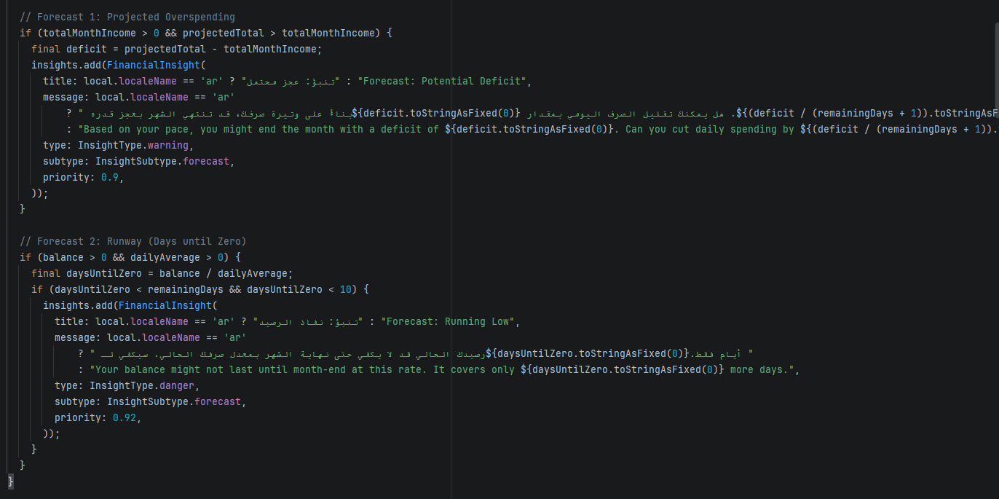 // Forecast 1: Projected Overspending
if (totalMonthIncome > 0 && projectedTotal > totalMonthIncome) {
final deficit = projectedTotal - totalMonthIncome;
insights.add(FinancialInsight(
title: local.localeName == 'ar' ? "تنبؤ: عجز محتمل" : "Forecast: Potential Deficit",
message: local.localeName == 'ar'
? "بناءً على وتيرة صرفك، قد تنتهي الشهر بعجز قدره ${deficit.toStringAsFixed(0)}. هل يمكنك تقليل الصرف اليومي بمقدار ${(deficit / (remainingDays + 1)).toStringAsF
: "Based on your pace, you might end the month with a deficit of ${deficit.toStringAsFixed(0)}. Can you cut daily spending by ${(deficit / (remainingDays + 1)).
type: InsightType.warning,
subtype: InsightSubtype.forecast,
priority: 0.9,
));
}
// Forecast 2: Runway (Days until Zero)
if (balance > 0 && dailyAverage > 0) {
final daysUntilZero = balance / dailyAverage;
if (daysUntilZero < remainingDays && daysUntilZero < 10) {
insights.add(FinancialInsight(
title: local.localeName == 'ar' ? "تنبؤ: نفاذ الرصيد" : "Forecast: Running Low",
message: local.localeName == 'ar'
? "رصيدك الحالي قد لا يكفي حتى نهاية الشهر بمعدل صرفك الحالي. سيكفي لـ ${daysUntilZero.toStringAsFixed(0)} أيام فقط."
: "Your balance might not last until month-end at this rate. It covers only ${daysUntilZero.toStringAsFixed(0)} more days.",
type: InsightType.danger,
subtype: InsightSubtype.forecast,
priority: 0.92,
));
}
}
}